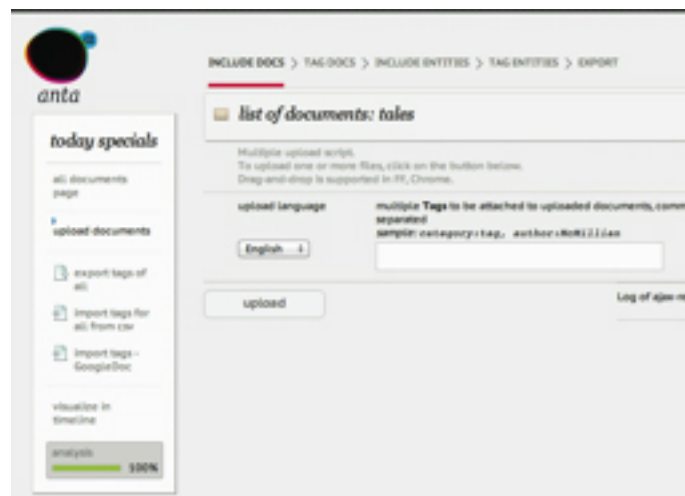 anta
INCLUDE DOCS > TAG DOCS > INCLUDE ENTITIES > TAG ENTITIES > EXPORT
list of documents: tales
today specials
all documents
page
upload documents
export tags of
all
import tags for
all from csv
import tags -
GoogleDoc
visualize in
timeline
analysis
100%
Multiple upload script.
To upload one or more files, click on the button below.
Drag-and-drop is supported in FF, Chrome.
upload language
English
multiple Tags to be attached to uploaded documents, comm
separated
sample: category:tag, author:McMillian
upload
Log of ajax